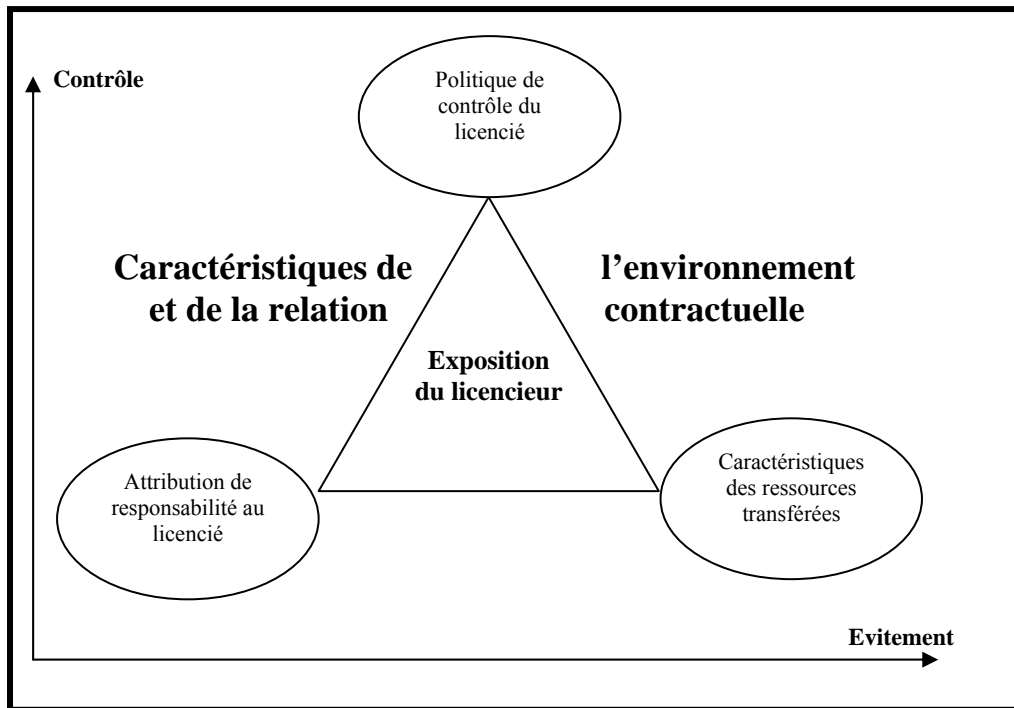 Contrôle
Politique de
contrôle du
licencié
Caractéristiques de l’environnement
et de la relation contractuelle
Exposition
du licencieur
Attribution de
responsabilité au
licencié
Caractéristiques
des ressources
transférées
Evitement